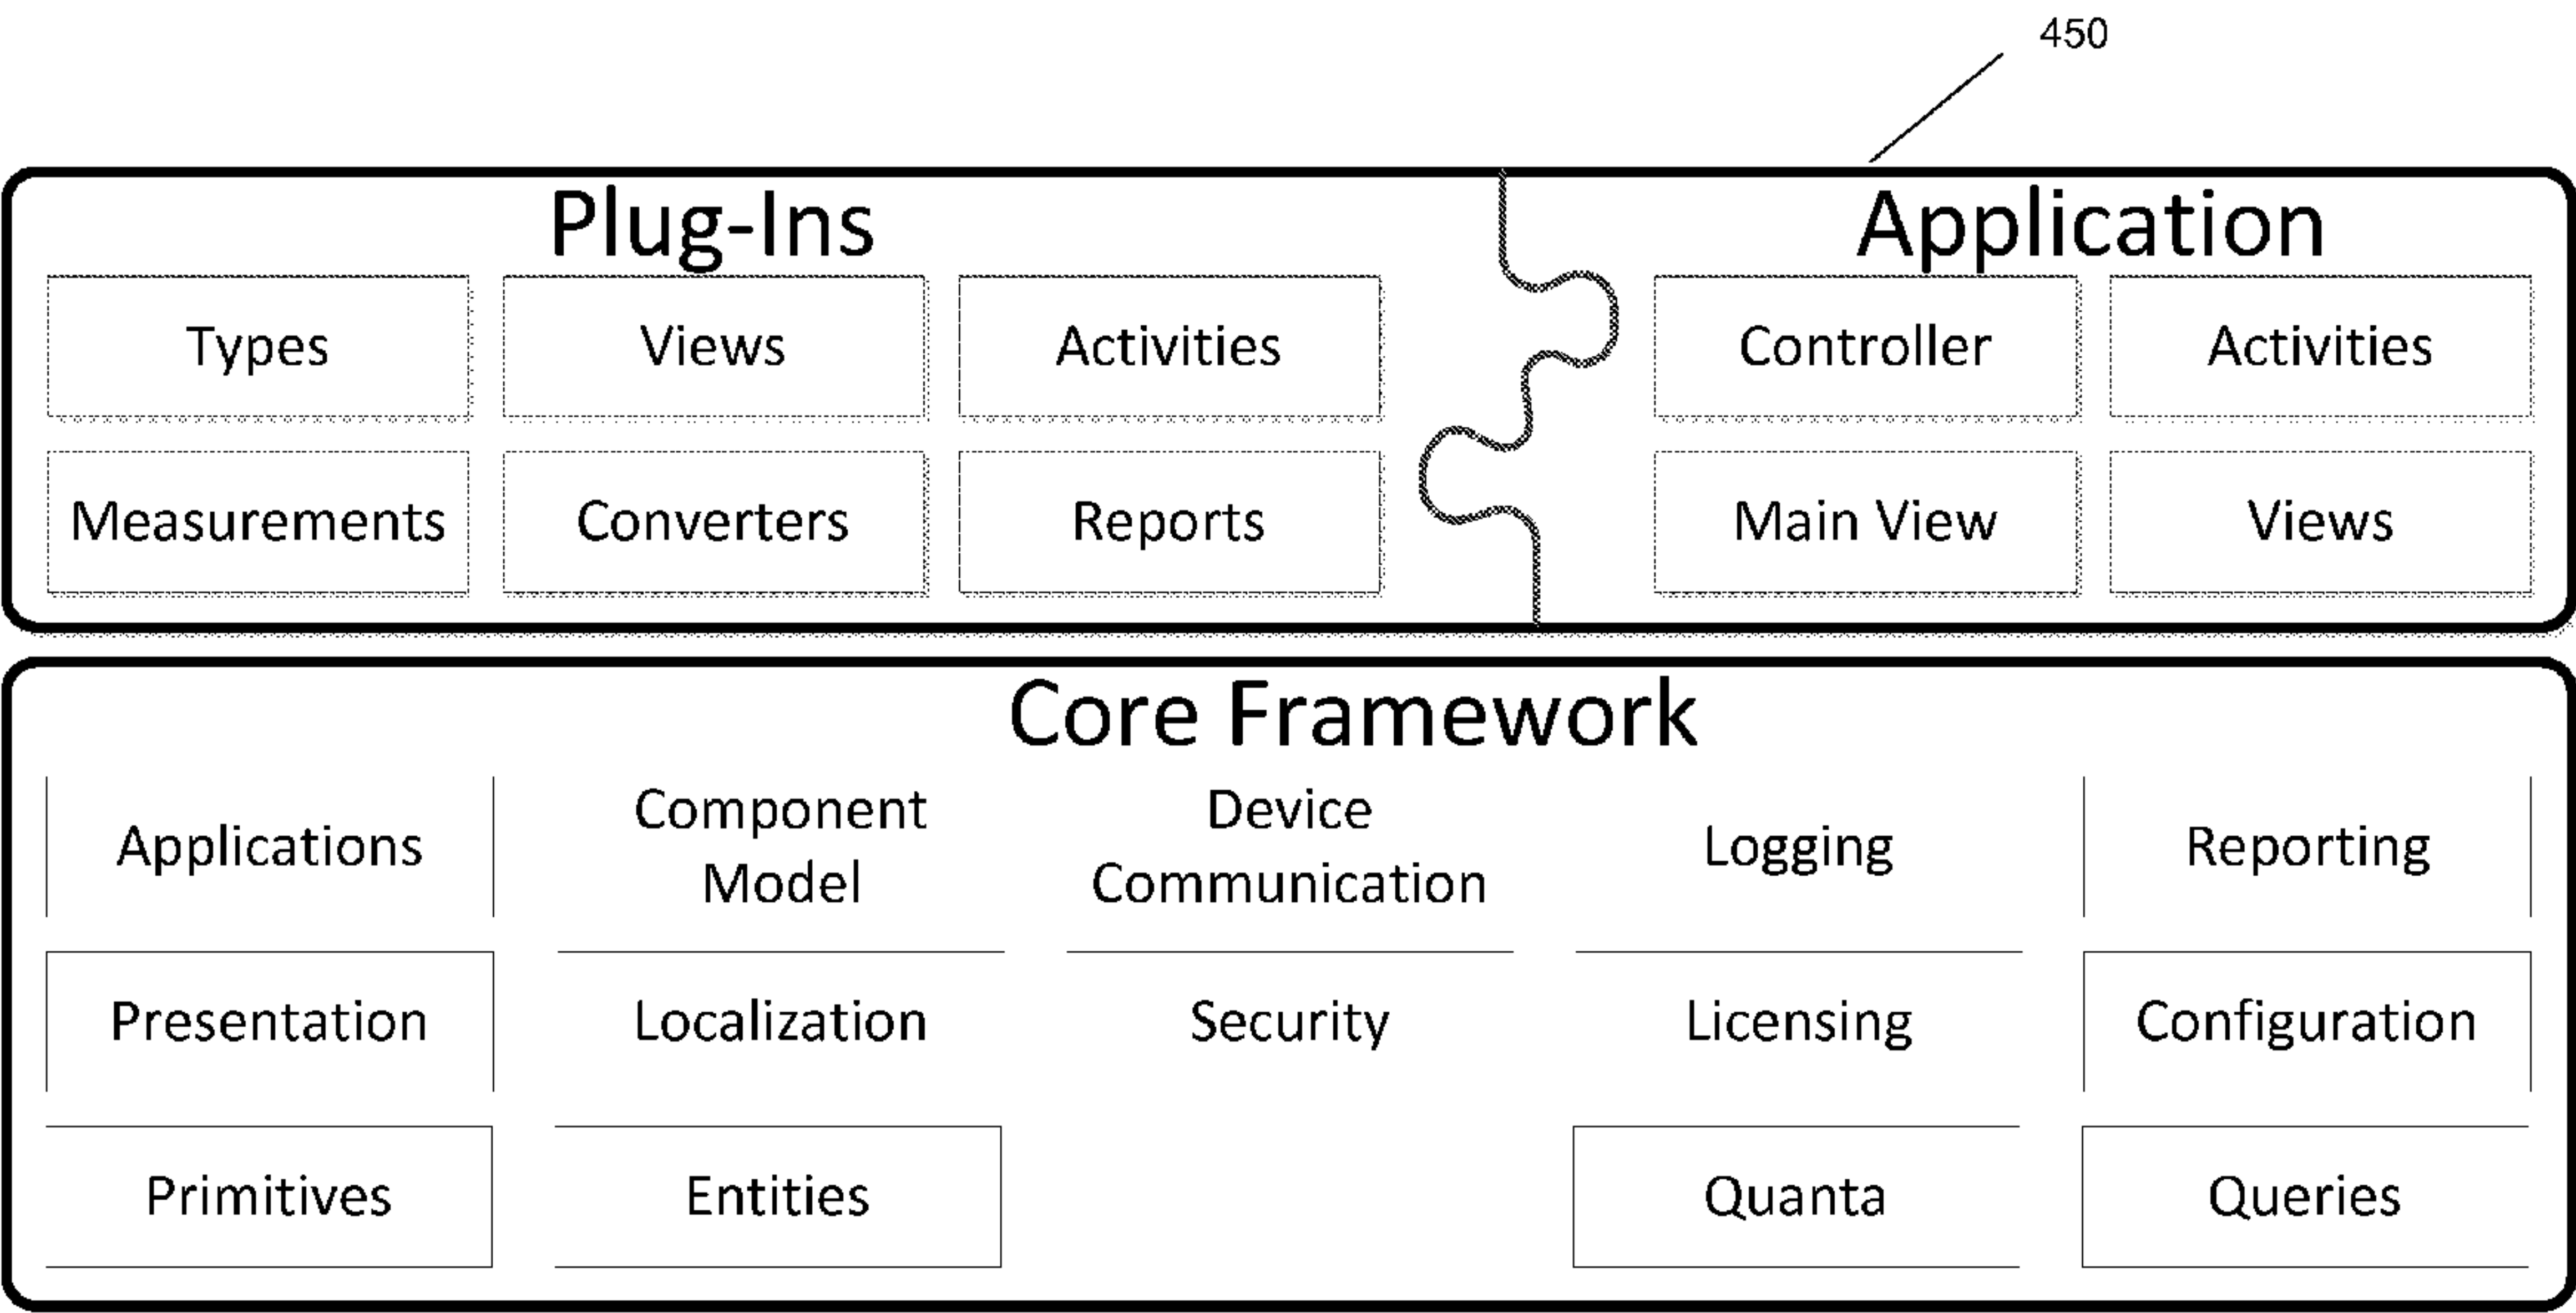 450
Plug-Ins
Application
Types
Views
Activities
Controller
Activities
Measurements
Converters
Reports
Main View
Views
Core Framework
Applications
Component
Model
Device
Communication
Logging
Reporting
Presentation
Localization
Security
Licensing
Configuration
Primitives
Entities
Quanta
Queries